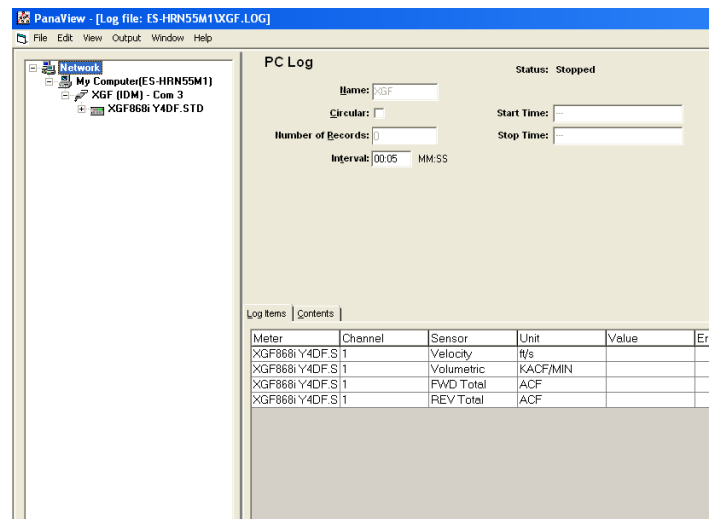 PanaView - [Log file: ES-HRN55M1\XGF.LOG]
File Edit View Output Window Help
Network
My Computer(ES-HRN55M1)
XGF (IDM) - Com 3
XGF868i Y4DF.STD
PC Log
Status: Stopped
Name: XGF
Circular:
Start Time: ---
Number of Records: 0
Stop Time: ---
Interval: 00:05 MM:SS
Log Items Contents
Meter Channel Sensor Unit Value Er
XGF868i Y4DF.S 1 Velocity ft/s
XGF868i Y4DF.S 1 Volumetric KACF/MIN
XGF868i Y4DF.S 1 FWD Total ACF
XGF868i Y4DF.S 1 REV Total ACF